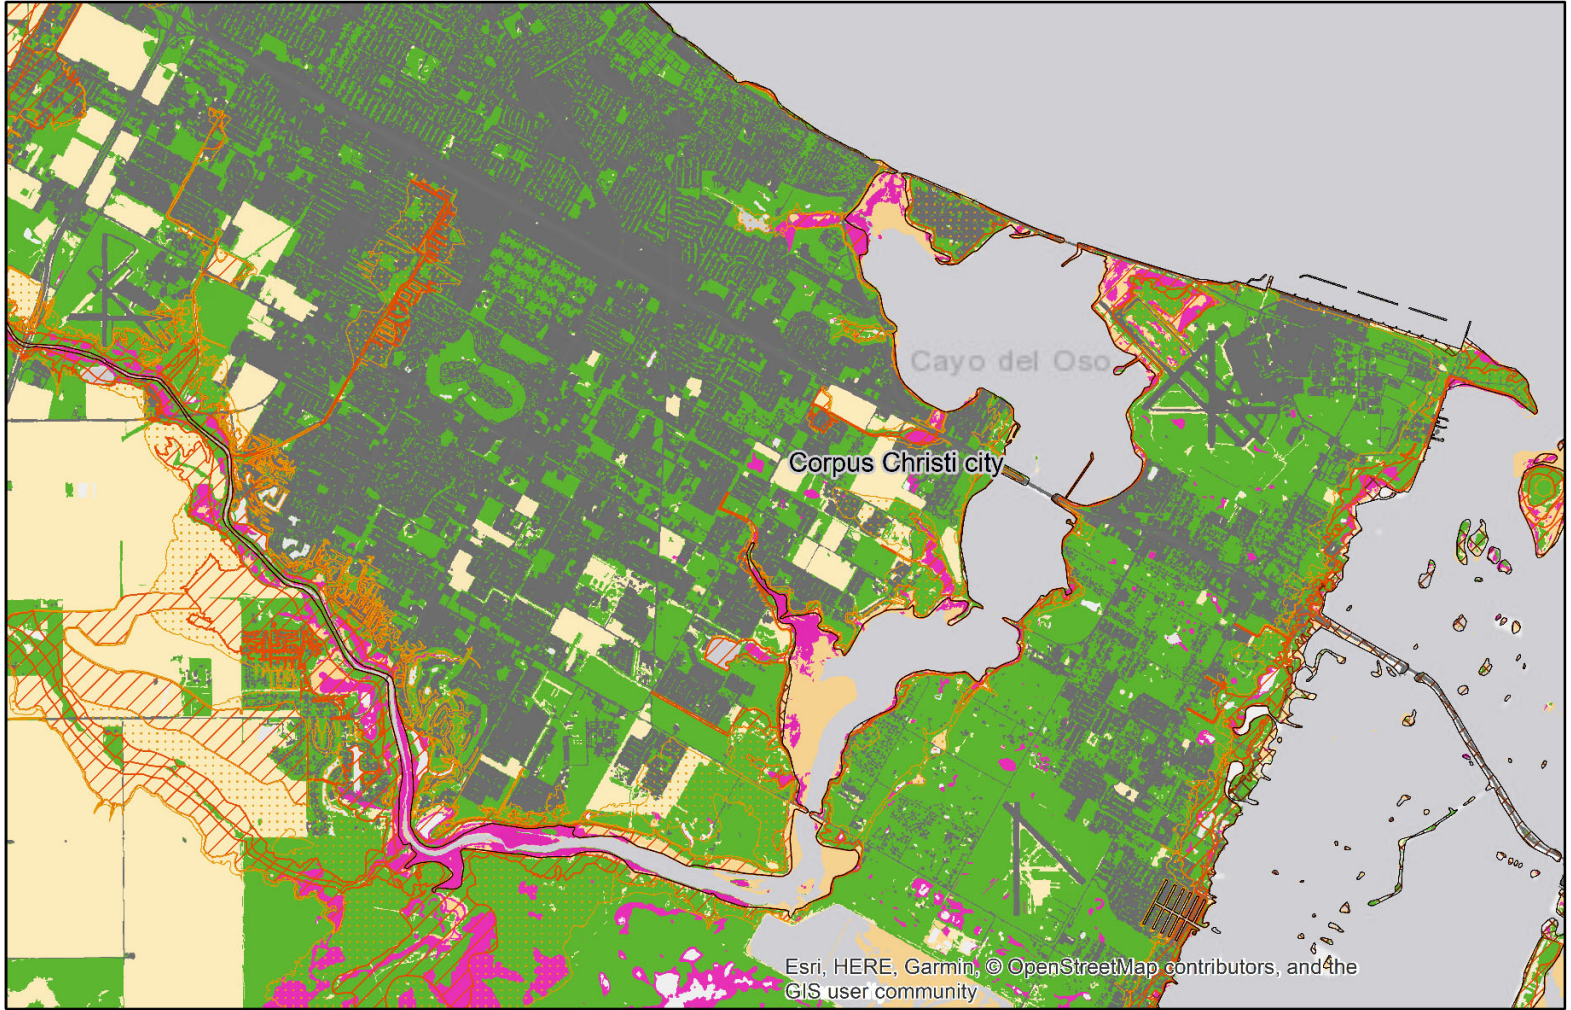 Cayo del Oso
Corpus Christi city
Esri, HERE, Garmin, © OpenStreetMap contributors, and the
GIS user community